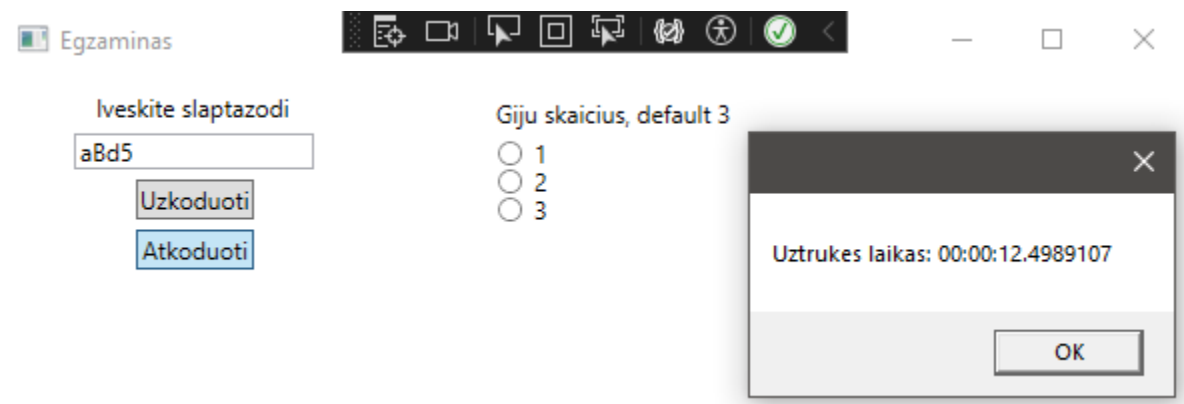 Egzaminas
Iveskite slaptazodi
aBd5
Uzkoduoti
Atkoduoti
Giju skaicius, default 3
1
2
3
Uztrukes laikas: 00:00:12.4989107
OK